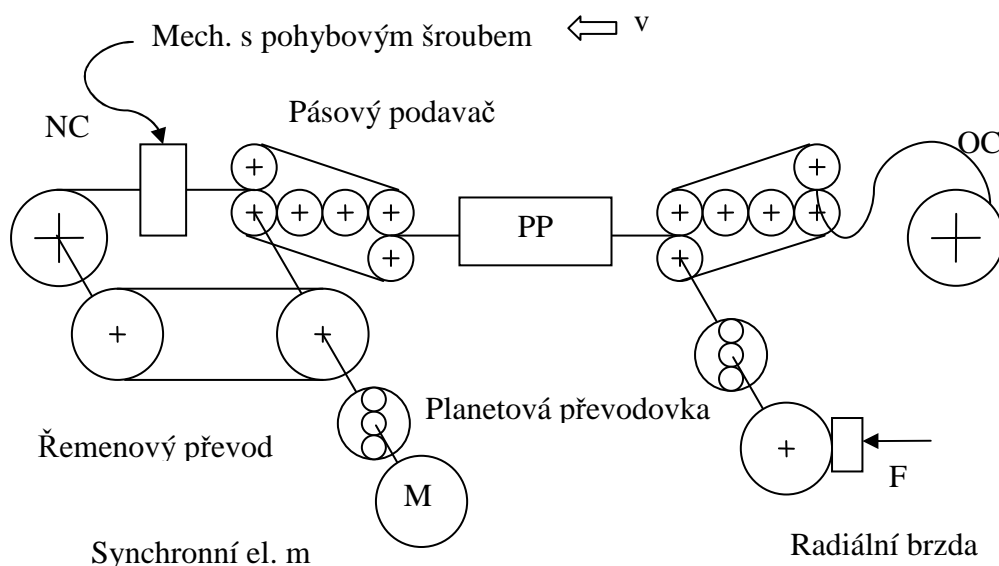 Mech. s pohybovým šroubem
v
Pásový podavač
NC
OC
PP
Planetová převodovka
Řemenový převod
M
F
Synchronní el. m
Radiální brzda